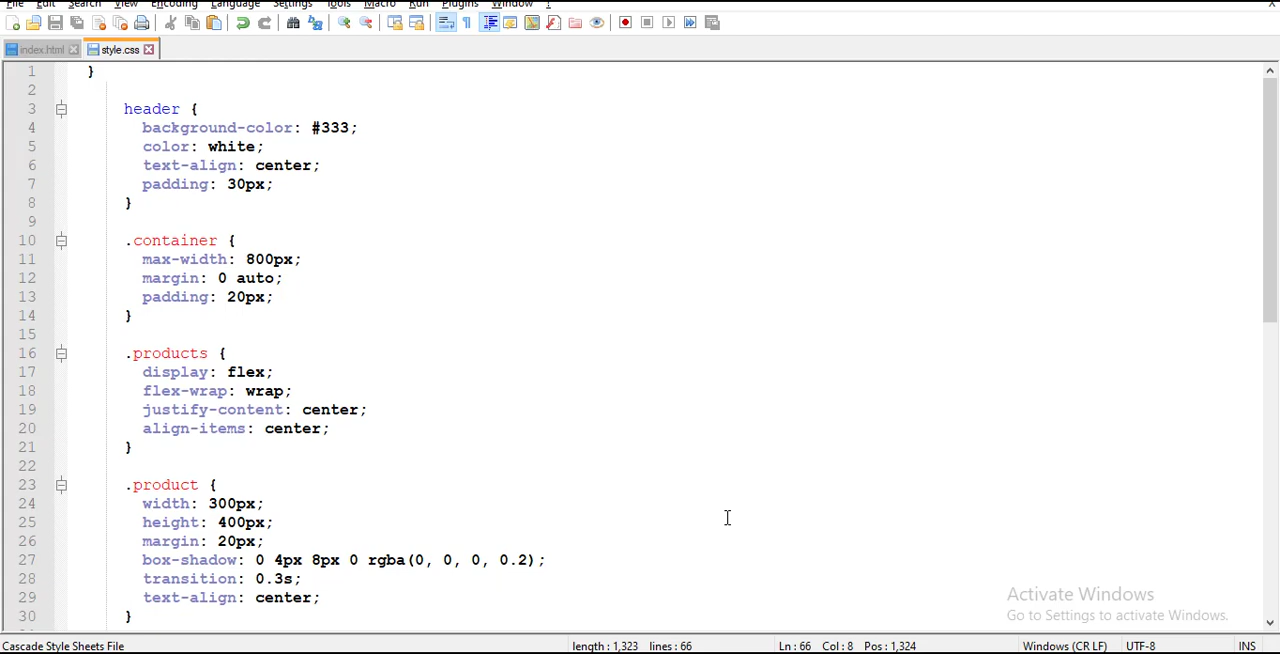 File Edit Search View Encoding Language Settings Tools Macro Run Plugins Window ?
index.html style.css
1 }
2
3 header {
4 background-color: #333;
5 color: white;
6 text-align: center;
7 padding: 30px;
8 }
9
10 .container {
11 max-width: 800px;
12 margin: 0 auto;
13 padding: 20px;
14 }
15
16 .products {
17 display: flex;
18 flex-wrap: wrap;
19 justify-content: center;
20 align-items: center;
21 }
22
23 .product {
24 width: 300px;
25 height: 400px;
26 margin: 20px;
27 box-shadow: 0 4px 8px 0 rgba(0, 0, 0, 0.2);
28 transition: 0.3s;
29 text-align: center;
30 }
Activate Windows
Go to Settings to activate Windows.
Cascade Style Sheets File length : 1,323 lines : 66 Ln : 66 Col : 8 Pos : 1,324 Windows (CR LF) UTF-8 INS